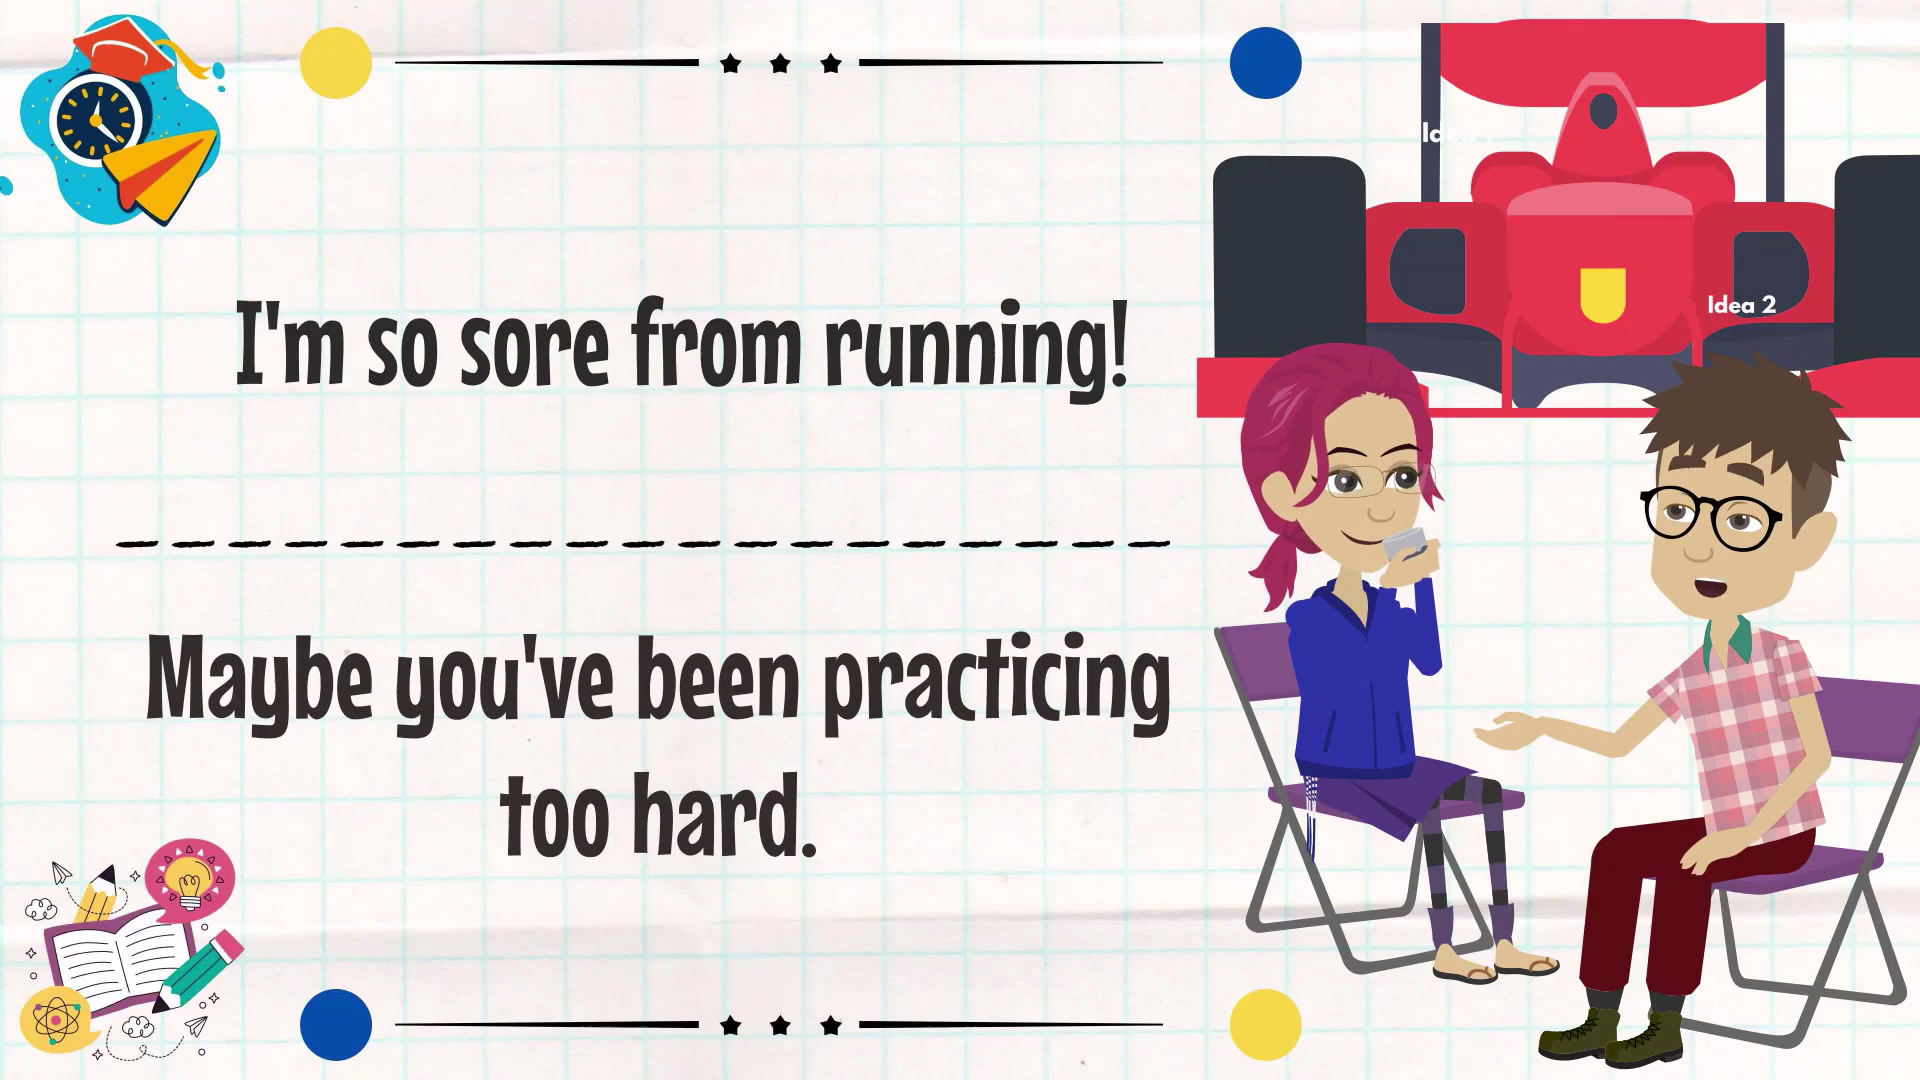 I'm so sore from running!
Maybe you've been practicing
too hard.
Idea 2